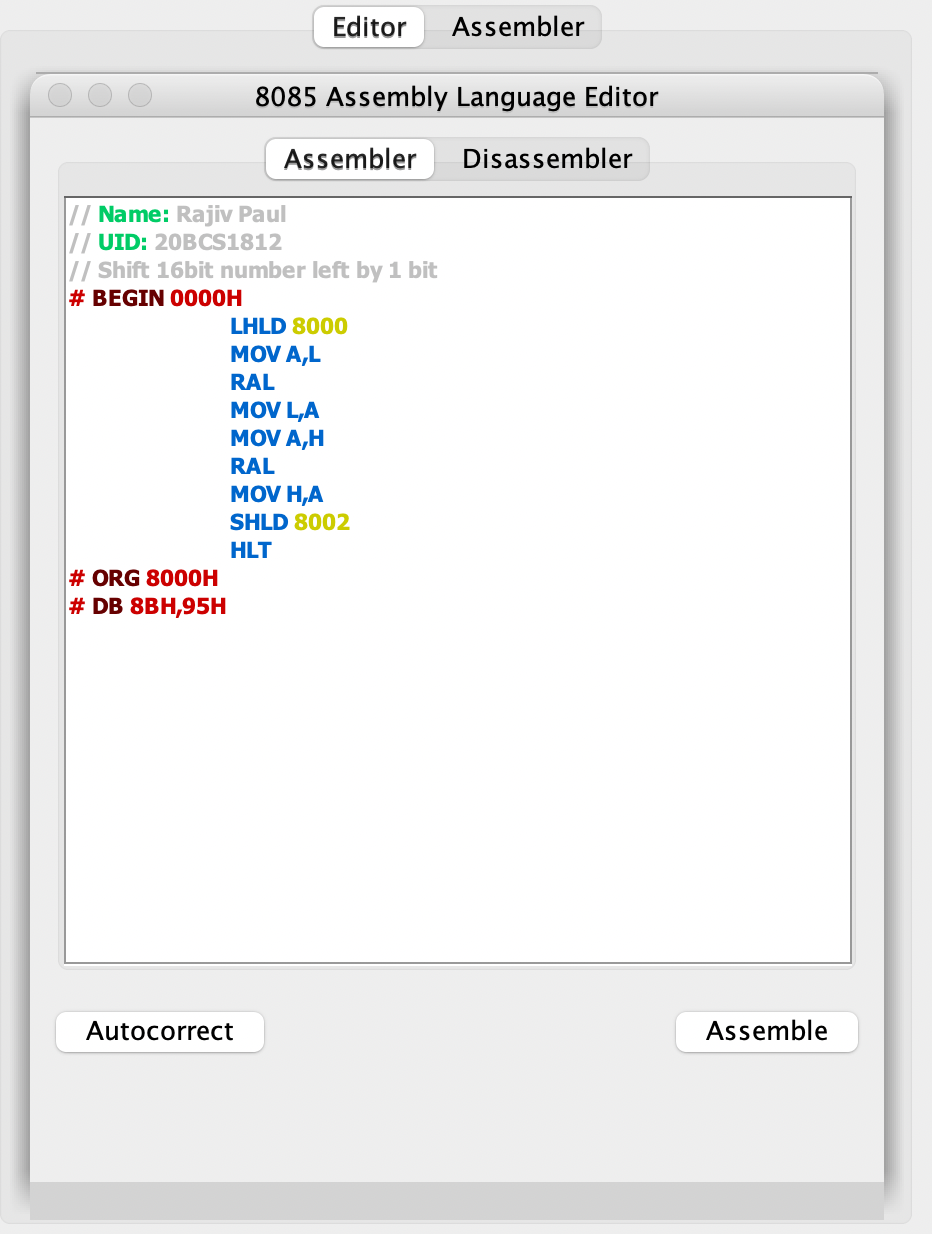 Editor Assembler
8085 Assembly Language Editor
Assembler Disassembler
// Name: Rajiv Paul
// UID: 20BCS1812
// Shift 16bit number left by 1 bit
# BEGIN 0000H
LHLD 8000
MOV A,L
RAL
MOV L,A
MOV A,H
RAL
MOV H,A
SHLD 8002
HLT
# ORG 8000H
# DB 8BH,95H
Autocorrect Assemble